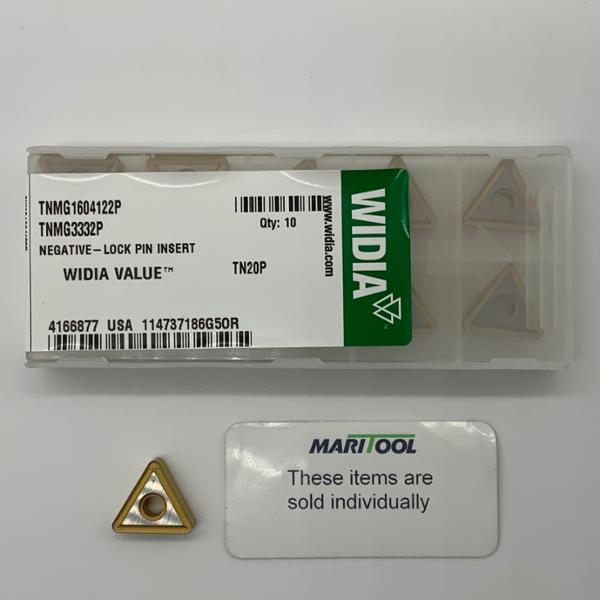 TNMG1604122P
TNMG3332P
Qty: 10
NEGATIVE-LOCK PIN INSERT
WIDIA VALUE™
TN20P
4166877 USA 114737186G5OR
www.widia.com
WIDIA
MARITOOL
These items are
sold individually